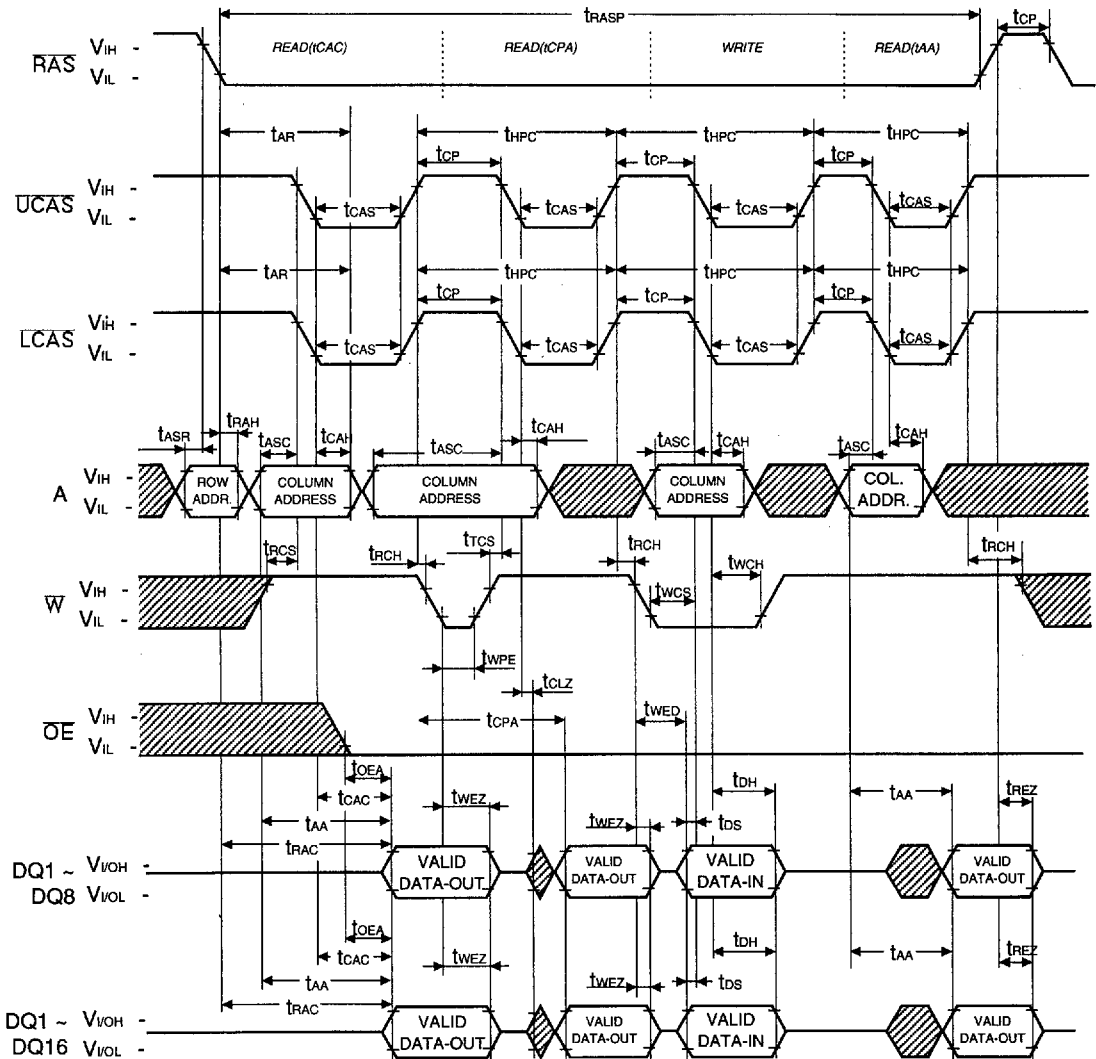 tRASP
tCP
RAS VIH -
VIL -
READ(tCAC) READ(tCPA) WRITE READ(tAA)
tAR tHPC tHPC tHPC
tCP tCP tCP
UCAS VIH -
VIL -
tCAS tCAS tCAS tCAS
tAR tHPC tHPC tHPC
tCP tCP tCP
LCAS VIH -
VIL -
tCAS tCAS tCAS tCAS
tASR tRAH tASC tCAH tASC tCAH tASC tCAH tASC tCAH
A VIH -
VIL -
ROW ADDR.
COLUMN ADDRESS
COLUMN ADDRESS
COLUMN ADDRESS
COL. ADDR.
tRCS tRCH tTCS tRCH tWCH tRCH
W VIH -
VIL -
tWCS
tWPE
tCLZ
OE VIH -
VIL -
tCPA tWED
tOEA
tCAC tWEZ tDH tAA tREZ
tAA tWEZ tDS
tRAC
DQ1 ~ VI/OH -
DQ8 VI/OL -
VALID DATA-OUT
VALID DATA-OUT
VALID DATA-IN
VALID DATA-OUT
tOEA
tCAC tWEZ tDH tAA tREZ
tAA tWEZ tDS
tRAC
DQ1 ~ VI/OH -
DQ16 VI/OL -
VALID DATA-OUT
VALID DATA-OUT
VALID DATA-IN
VALID DATA-OUT